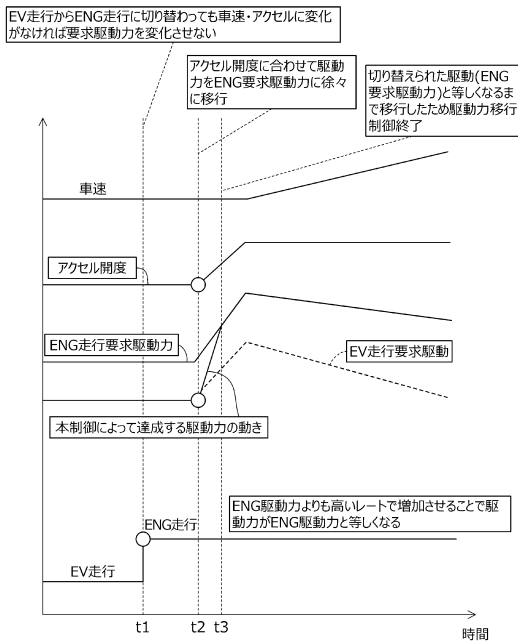 EV走行からENG走行に切り替わっても車速・アクセルに変化
がなければ要求駆動力を変化させない
アクセル開度に合わせて駆動
力をENG要求駆動力に徐々
に移行
切り替えられた駆動(ENG
要求駆動力)と等しくなるま
で移行したため駆動力移行
制御終了
車速
アクセル開度
ENG走行要求駆動力
EV走行要求駆動
本制御によって達成する駆動力の動き
ENG駆動力よりも高いレートで増加させることで駆
動力がENG駆動力と等しくなる
ENG走行
EV走行
t1
t2
t3
時間